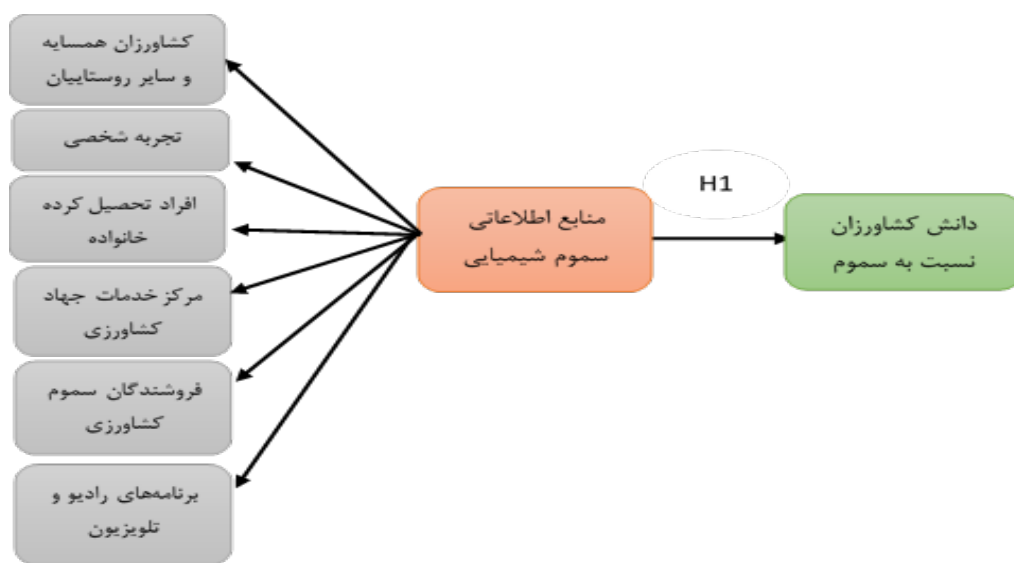 کشاورزان همسایه
و سایر روستاییان
تجربه شخصی
افراد تحصیل کرده
خانواده
مرکز خدمات جهاد
کشاورزی
فروشندگان سموم
کشاورزی
برنامه‌های رادیو و
تلویزیون
منابع اطلاعاتی
سموم شیمیایی
H1
دانش کشاورزان
نسبت به سموم